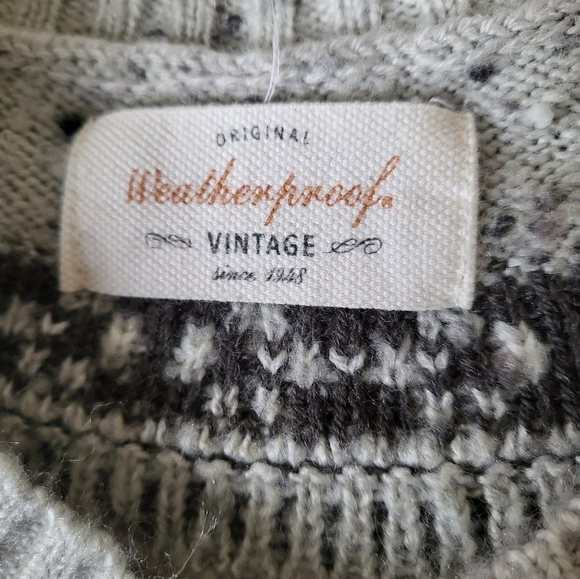 ORIGINAL
Weatherproof®
VINTAGE
since 1948